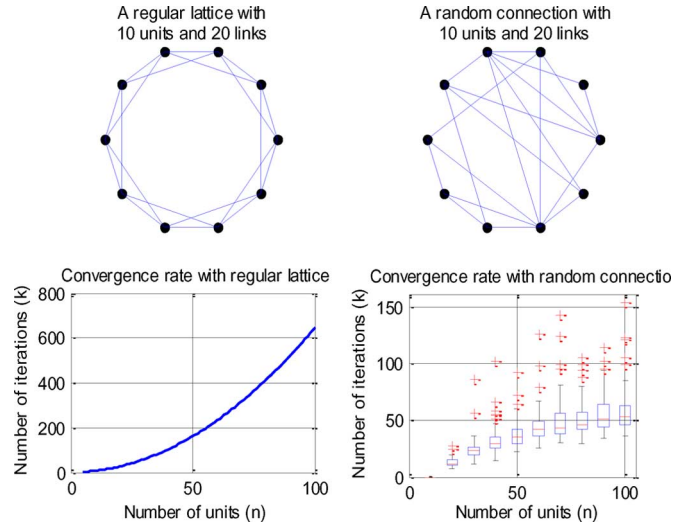 A regular lattice with
10 units and 20 links
A random connection with
10 units and 20 links
Convergence rate with regular lattice
Number of iterations (k)
800
600
400
200
0
0
50
100
Number of units (n)
Convergence rate with random connectio
Number of iterations (k)
150
100
50
0
50
100
Number of units (n)